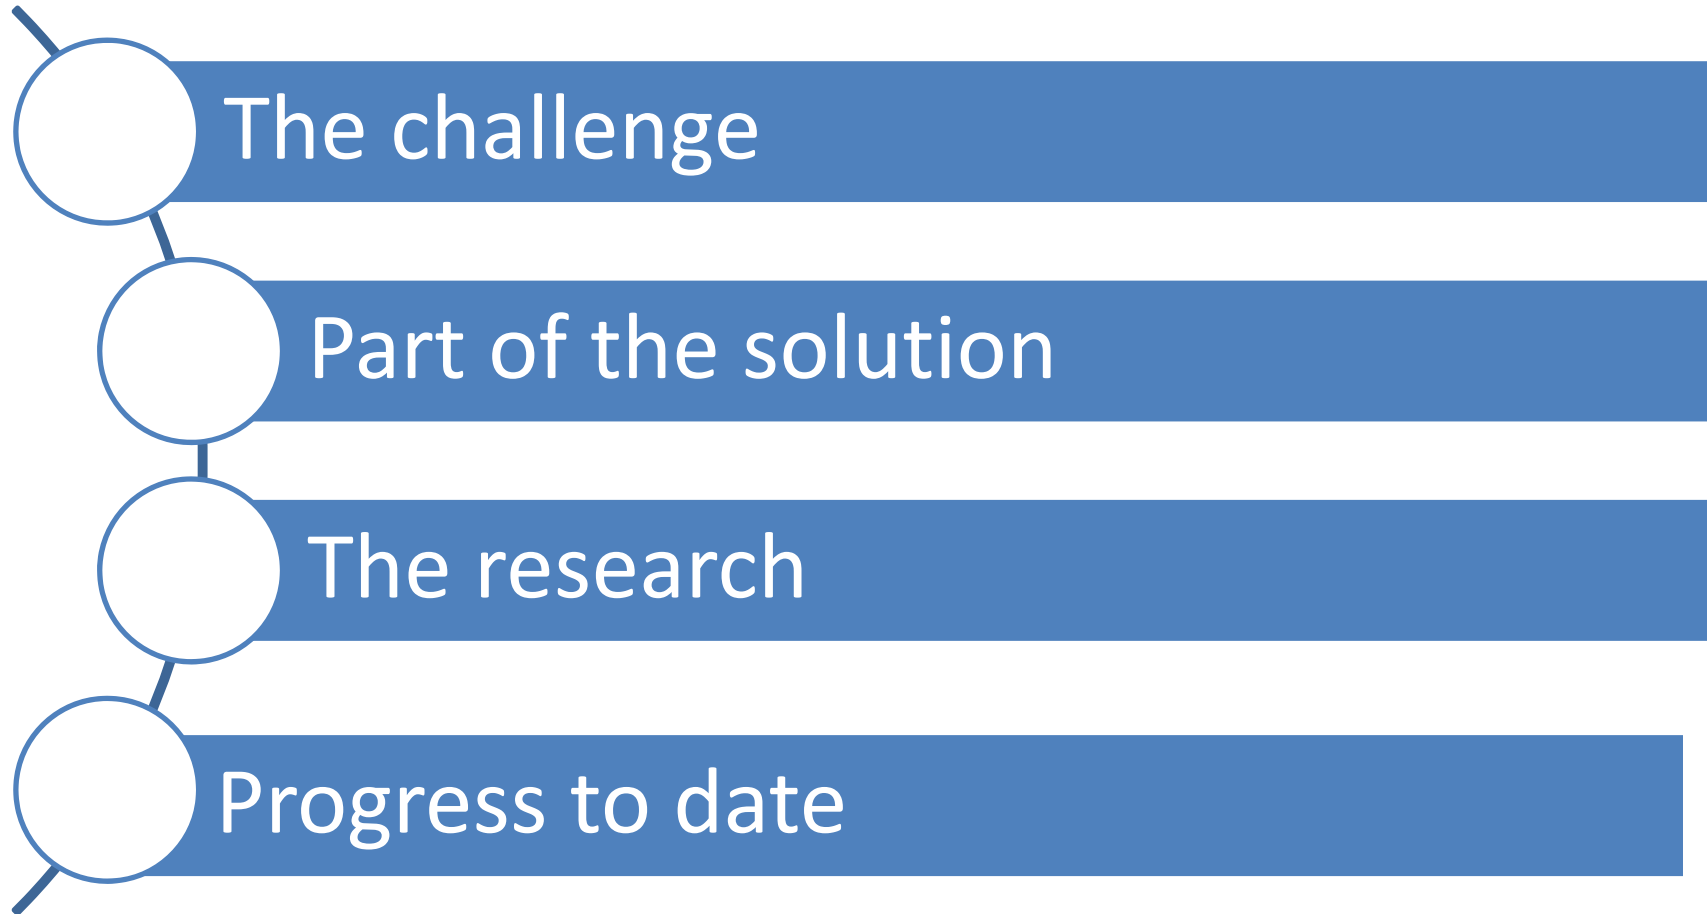 The challenge
Part of the solution
The research
Progress to date